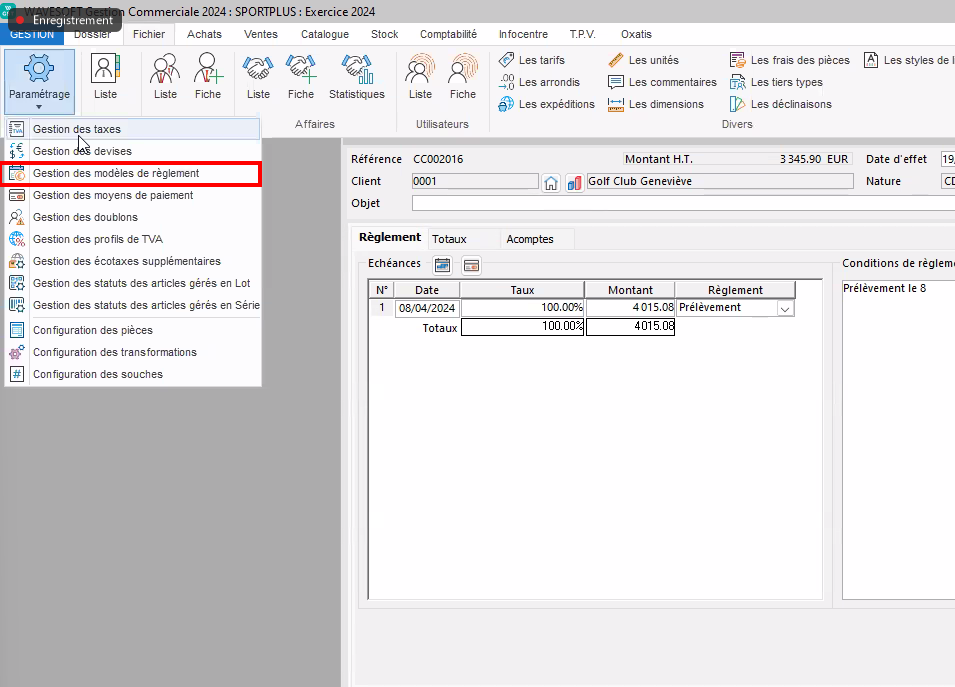 WAVESOFT Gestion Commerciale 2024 : SPORTPLUS : Exercice 2024
Enregistrement
GESTION Dossier Fichier Achats Ventes Catalogue Stock Comptabilité Infocentre T.P.V. Oxatis
Les tarifs Les unités Les frais des pièces Les styles de l
Les arrondis Les commentaires Les tiers types
Paramétrage Liste Liste Fiche Liste Fiche Statistiques Liste Fiche
Les expéditions Les dimensions Les déclinaisons
Affaires Utilisateurs Divers
Gestion des taxes
Gestion des devises
Gestion des modèles de règlement
Gestion des moyens de paiement
Gestion des doublons
Gestion des profils de TVA
Gestion des écotaxes supplémentaires
Gestion des statuts des articles gérés en Lot
Gestion des statuts des articles gérés en Série
Configuration des pièces
Configuration des transformations
Configuration des souches
Référence CC002016 Montant H.T. 3 345.90 EUR Date d'effet 19,
Client 0001 Golf Club Geneviève Nature CD
Objet
Règlement Totaux Acomptes
Echéances Conditions de règleme
N° Date Taux Montant Règlement
1 08/04/2024 100.00% 4 015.08 Prélèvement
Totaux 100.00% 4 015.08
Prélèvement le 8